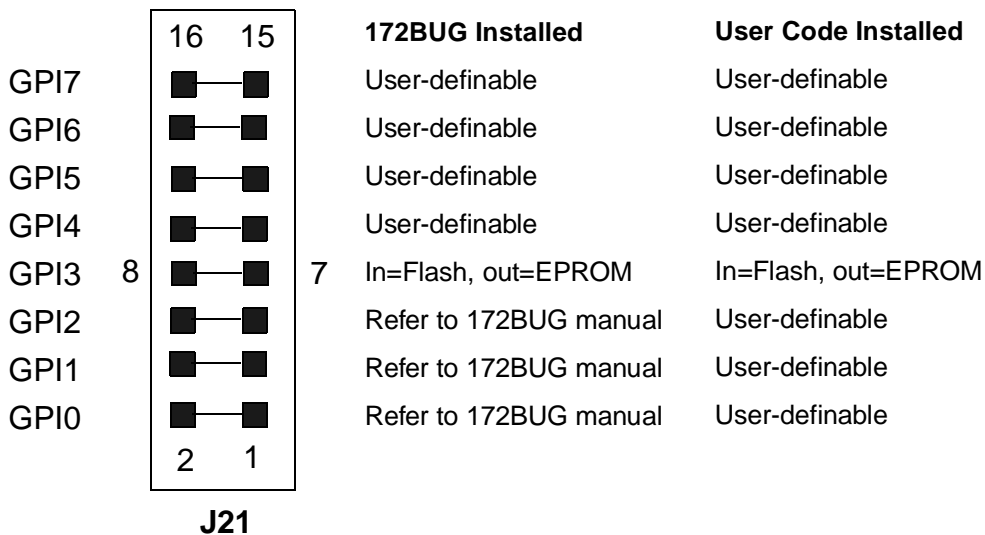 16 15 172BUG Installed User Code Installed
GPI7 User-definable User-definable
GPI6 User-definable User-definable
GPI5 User-definable User-definable
GPI4 User-definable User-definable
GPI3 8 7 In=Flash, out=EPROM In=Flash, out=EPROM
GPI2 Refer to 172BUG manual User-definable
GPI1 Refer to 172BUG manual User-definable
GPI0 Refer to 172BUG manual User-definable
2 1
J21